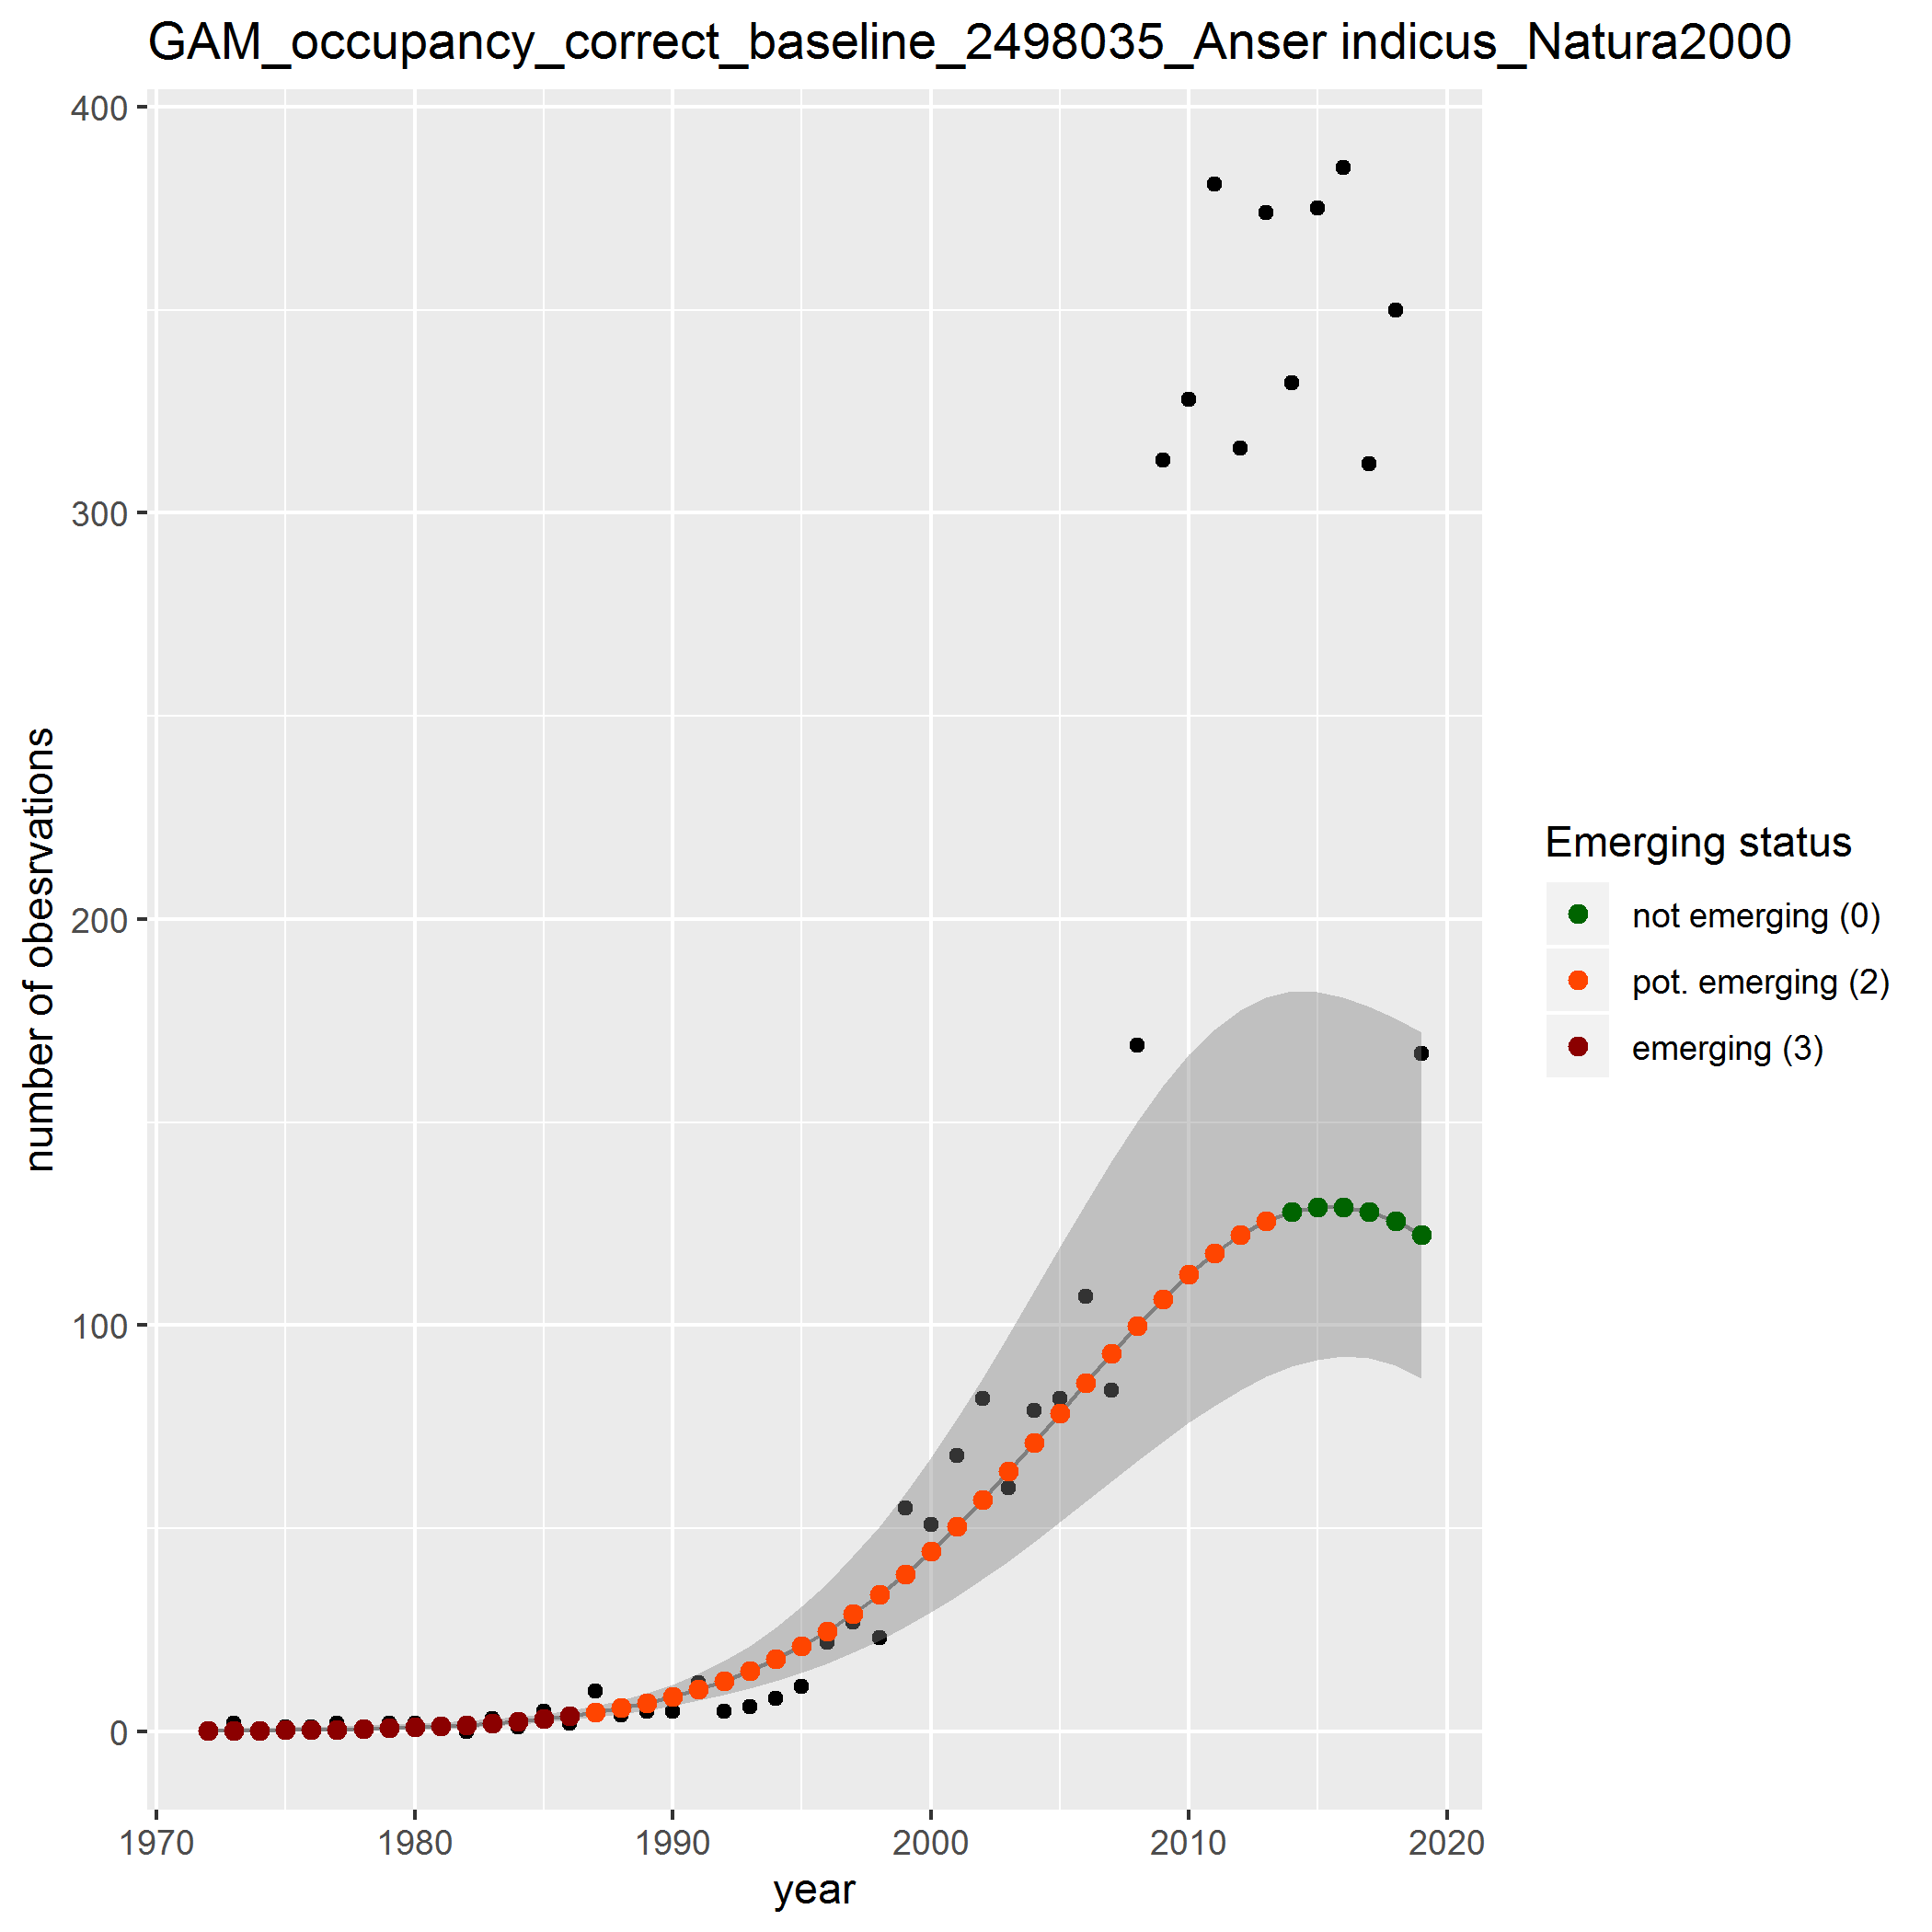 GAM_occupancy_correct_baseline_2498035_Anser indicus_Natura2000
400
300
200
100
0
number of obesrvations
1970
1980
1990
2000
2010
2020
year
Emerging status
not emerging (0)
pot. emerging (2)
emerging (3)